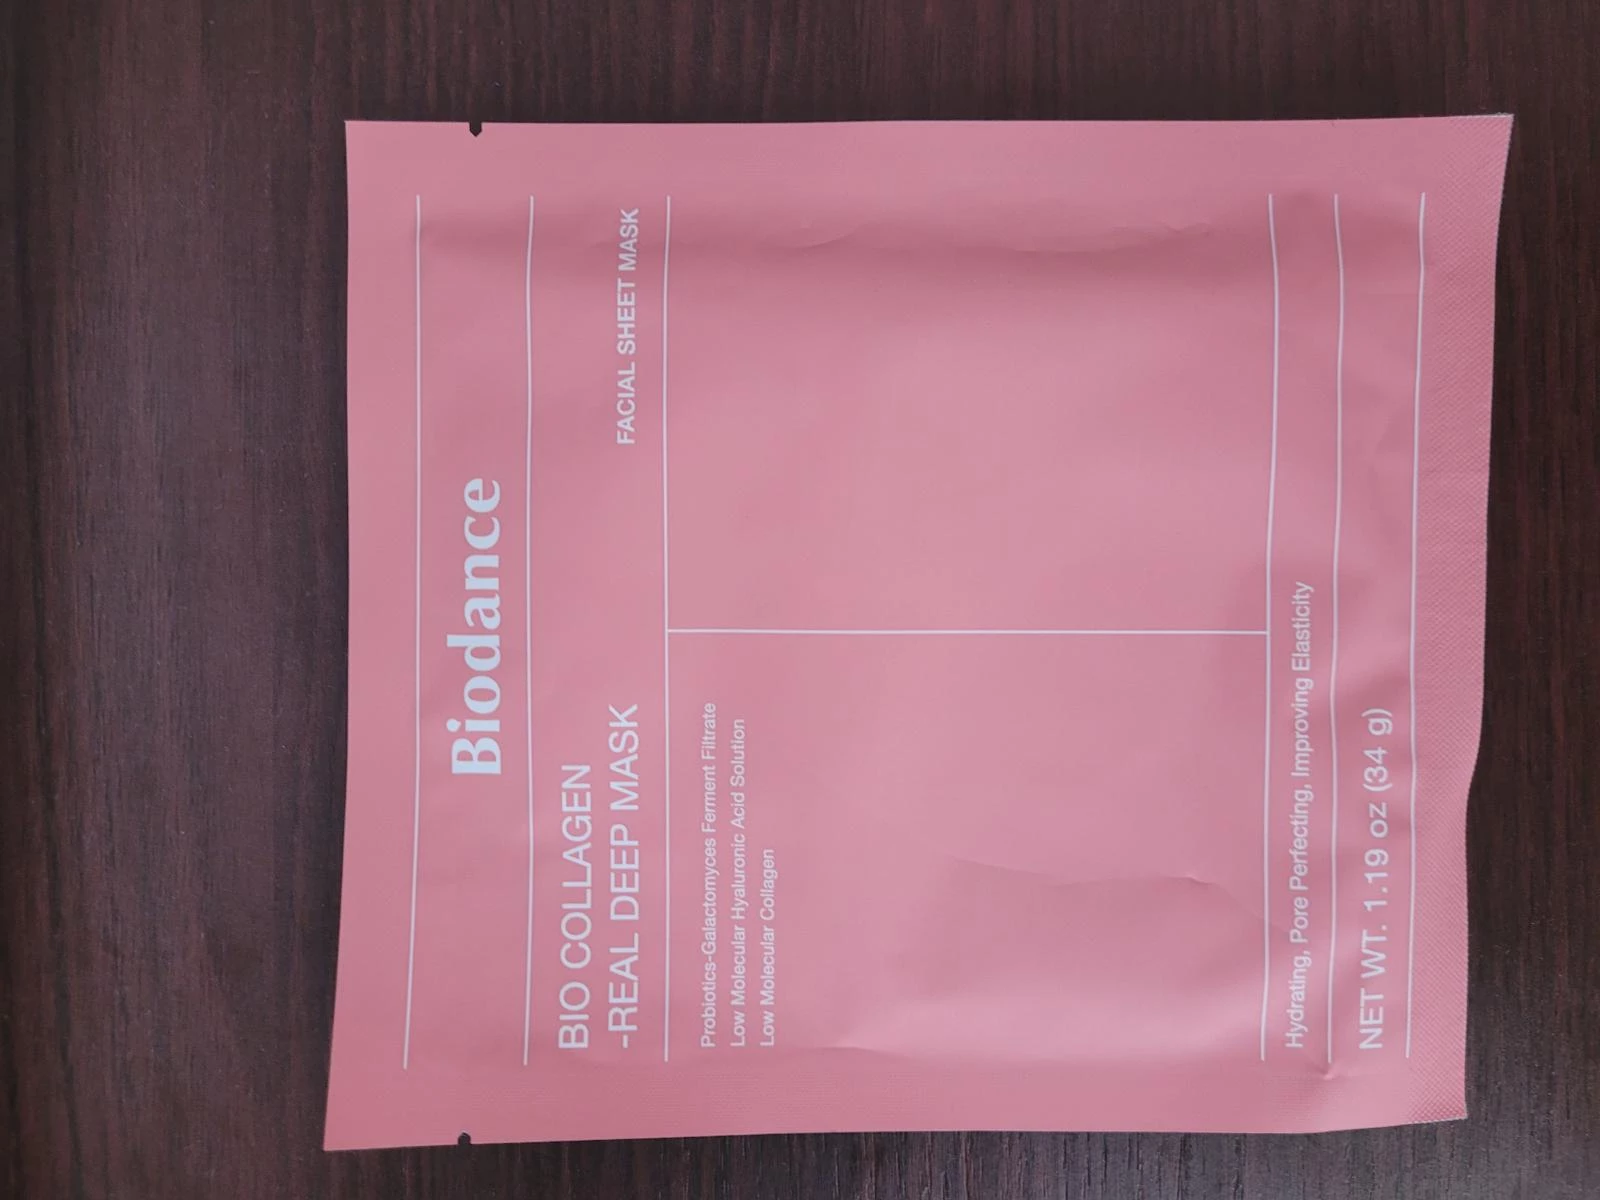 Biodance
BIO COLLAGEN
-REAL DEEP MASK
FACIAL SHEET MASK
Probiotics-Galactomyces Ferment Filtrate
Low Molecular Hyaluronic Acid Solution
Low Molecular Collagen
Hydrating, Pore Perfecting, Improving Elasticity
NET WT. 1.19 oz (34 g)